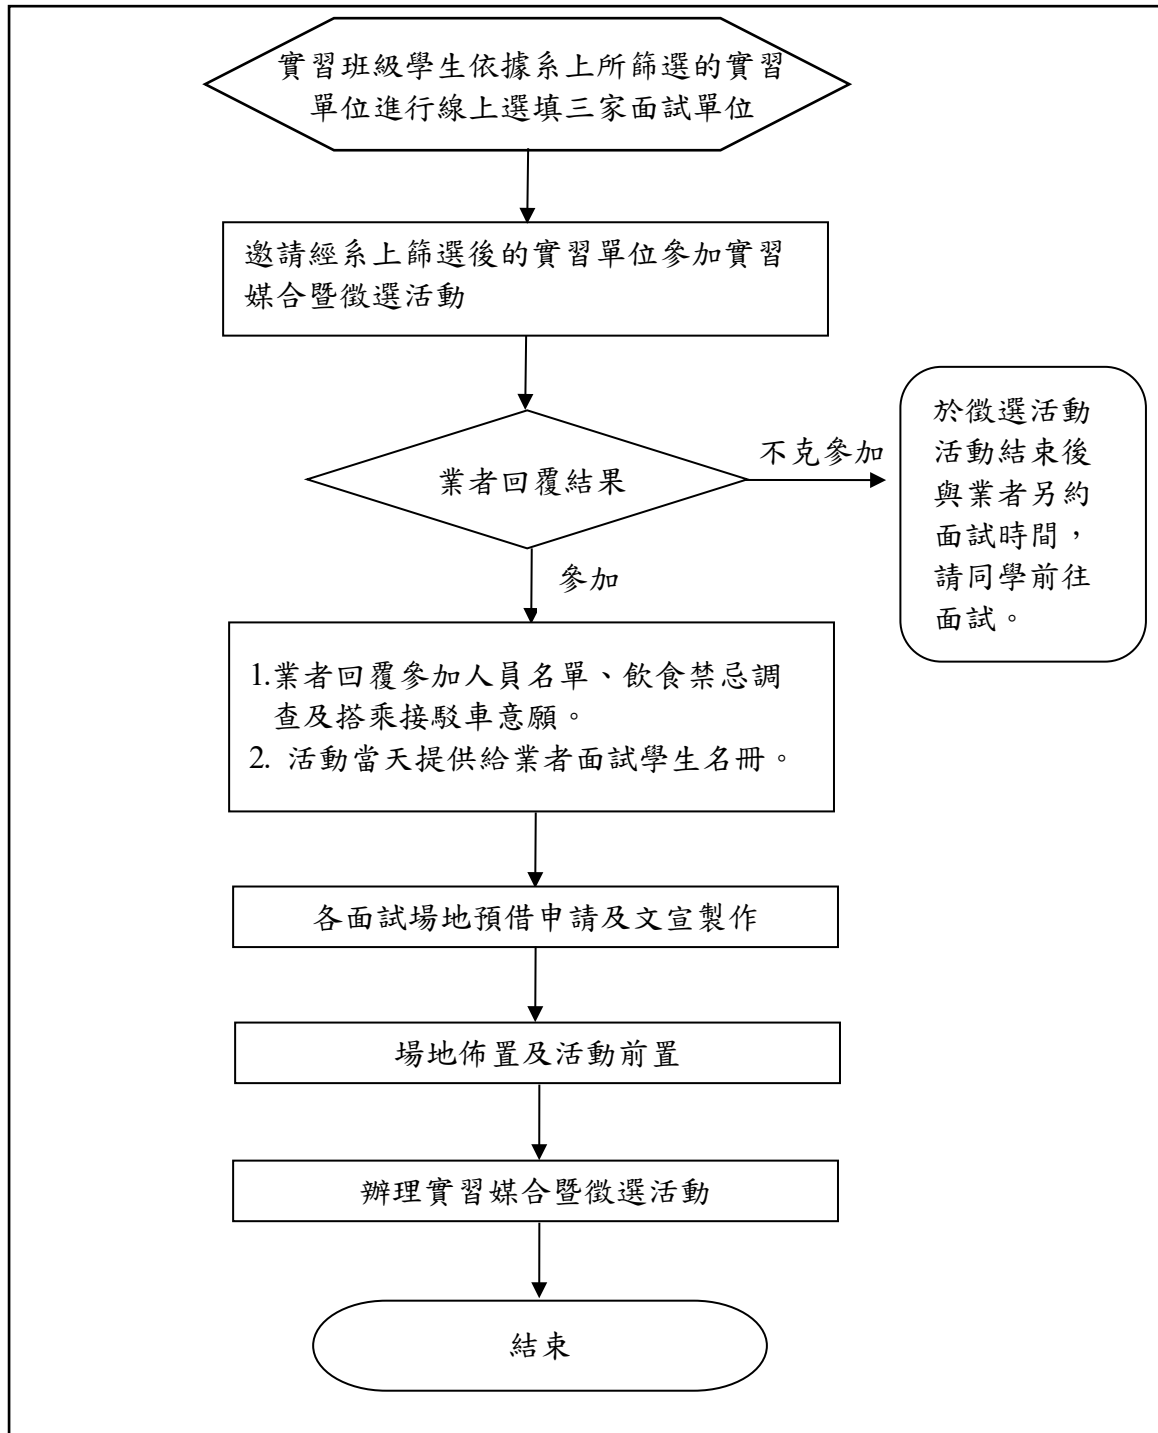 實習班級學生依據系上所篩選的實習
單位進行線上選填三家面試單位
邀請經系上篩選後的實習單位參加實習
媒合暨徵選活動
業者回覆結果
不克參加
於徵選活動
活動結束後
與業者另約
面試時間，
請同學前往
面試。
參加
1.業者回覆參加人員名單、飲食禁忌調
查及搭乘接駁車意願。
2. 活動當天提供給業者面試學生名冊。
各面試場地預借申請及文宣製作
場地佈置及活動前置
辦理實習媒合暨徵選活動
結束